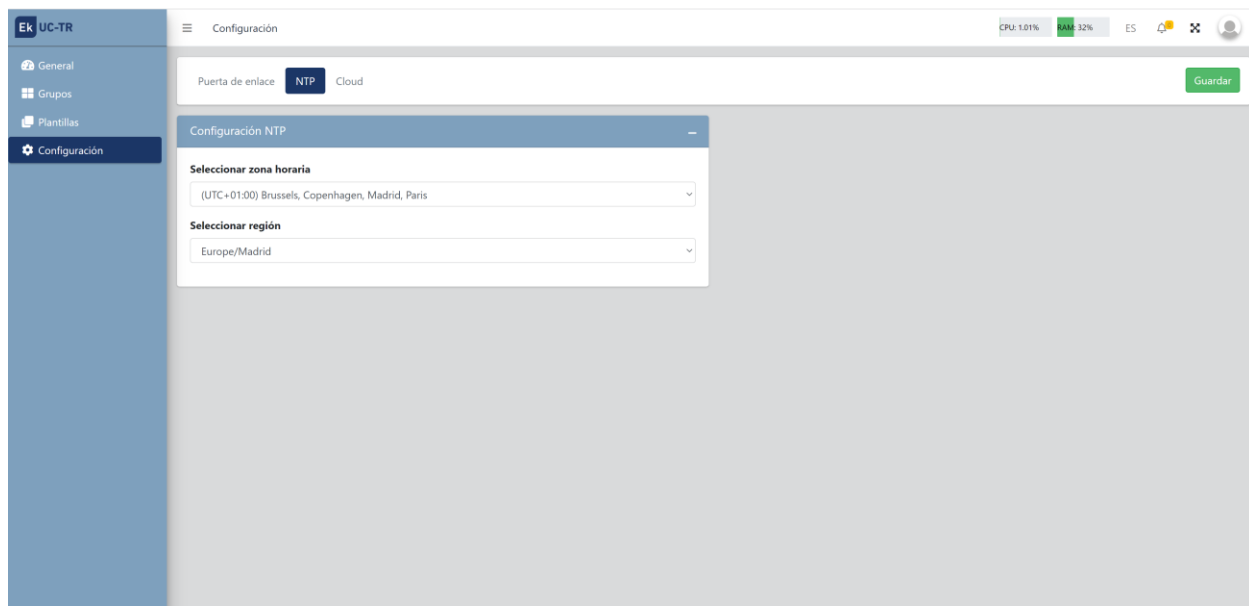 Ek UC-TR
Configuración
CPU: 1.01%
RAM: 32%
ES
General
Grupos
Plantillas
Configuración
Puerta de enlace
NTP
Cloud
Guardar
Configuración NTP
Seleccionar zona horaria
(UTC+01:00) Brussels, Copenhagen, Madrid, Paris
Seleccionar región
Europe/Madrid